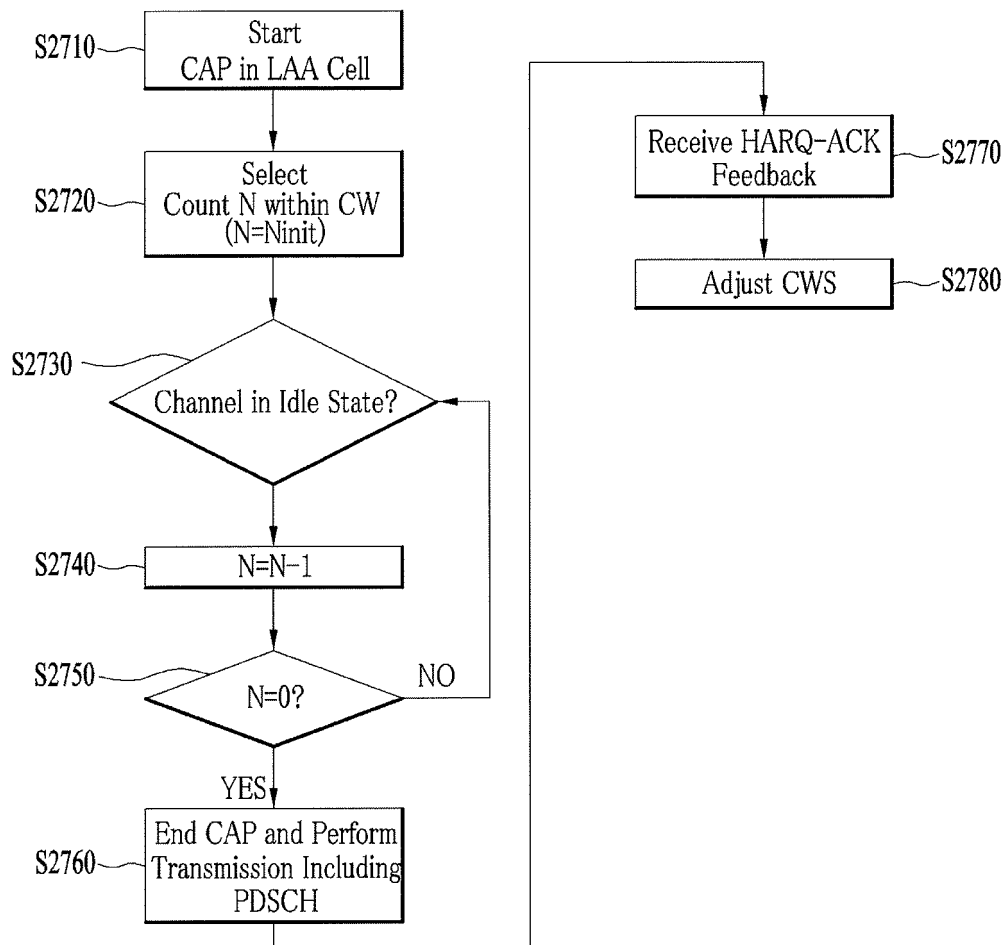 S2710
Start
CAP in LAA Cell
S2720
Select
Count N within CW
(N=Ninit)
S2730
Channel in Idle State?
S2740
N=N-1
S2750
N=0?
NO
YES
S2760
End CAP and Perform
Transmission Including
PDSCH
Receive HARQ-ACK
Feedback
S2770
Adjust CWS
S2780